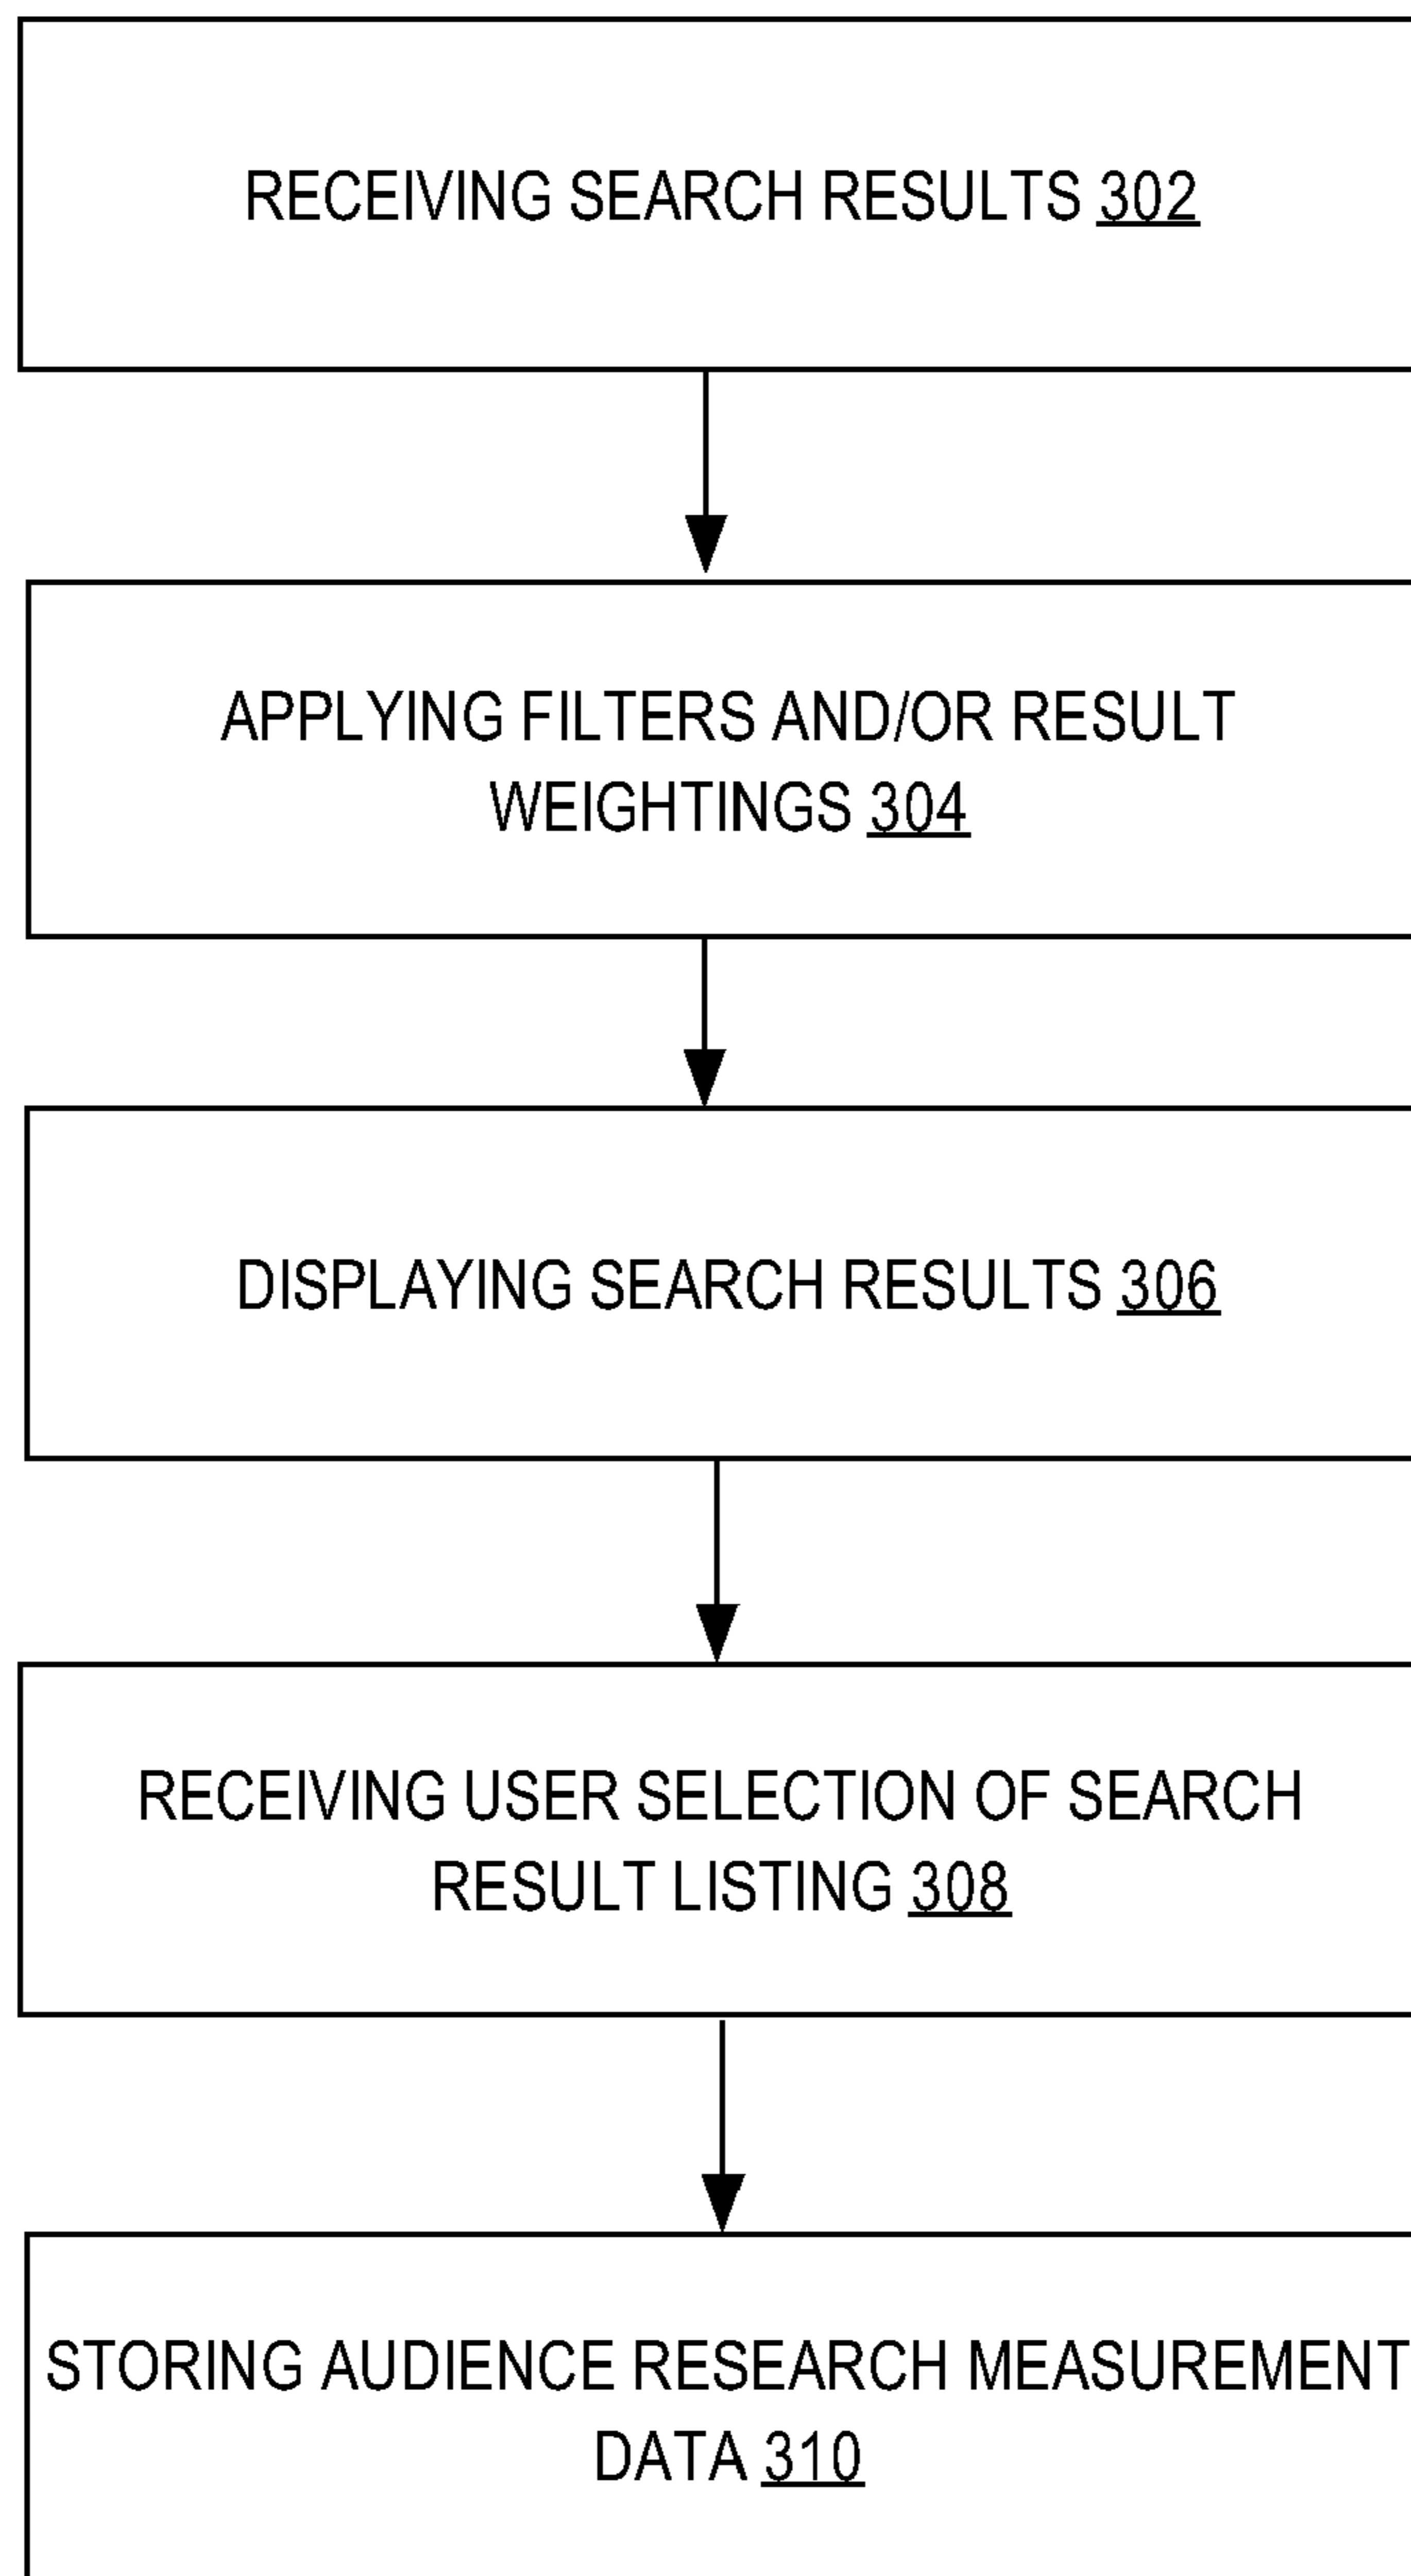 RECEIVING SEARCH RESULTS 302
APPLYING FILTERS AND/OR RESULT
WEIGHTINGS 304
DISPLAYING SEARCH RESULTS 306
RECEIVING USER SELECTION OF SEARCH
RESULT LISTING 308
STORING AUDIENCE RESEARCH MEASUREMENT
DATA 310